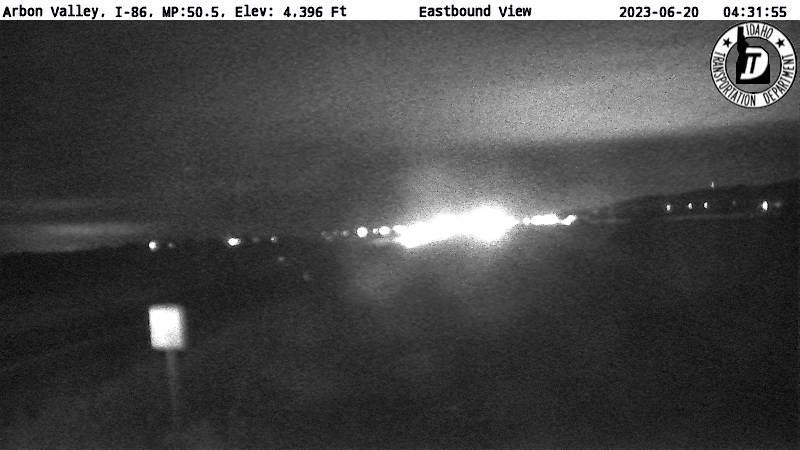 Arbon Valley, I-86, MP:50.5, Elev: 4,396 Ft Eastbound View 2023-06-20 04:31:55
IDAHO
TRANSPORTATION DEPARTMENT